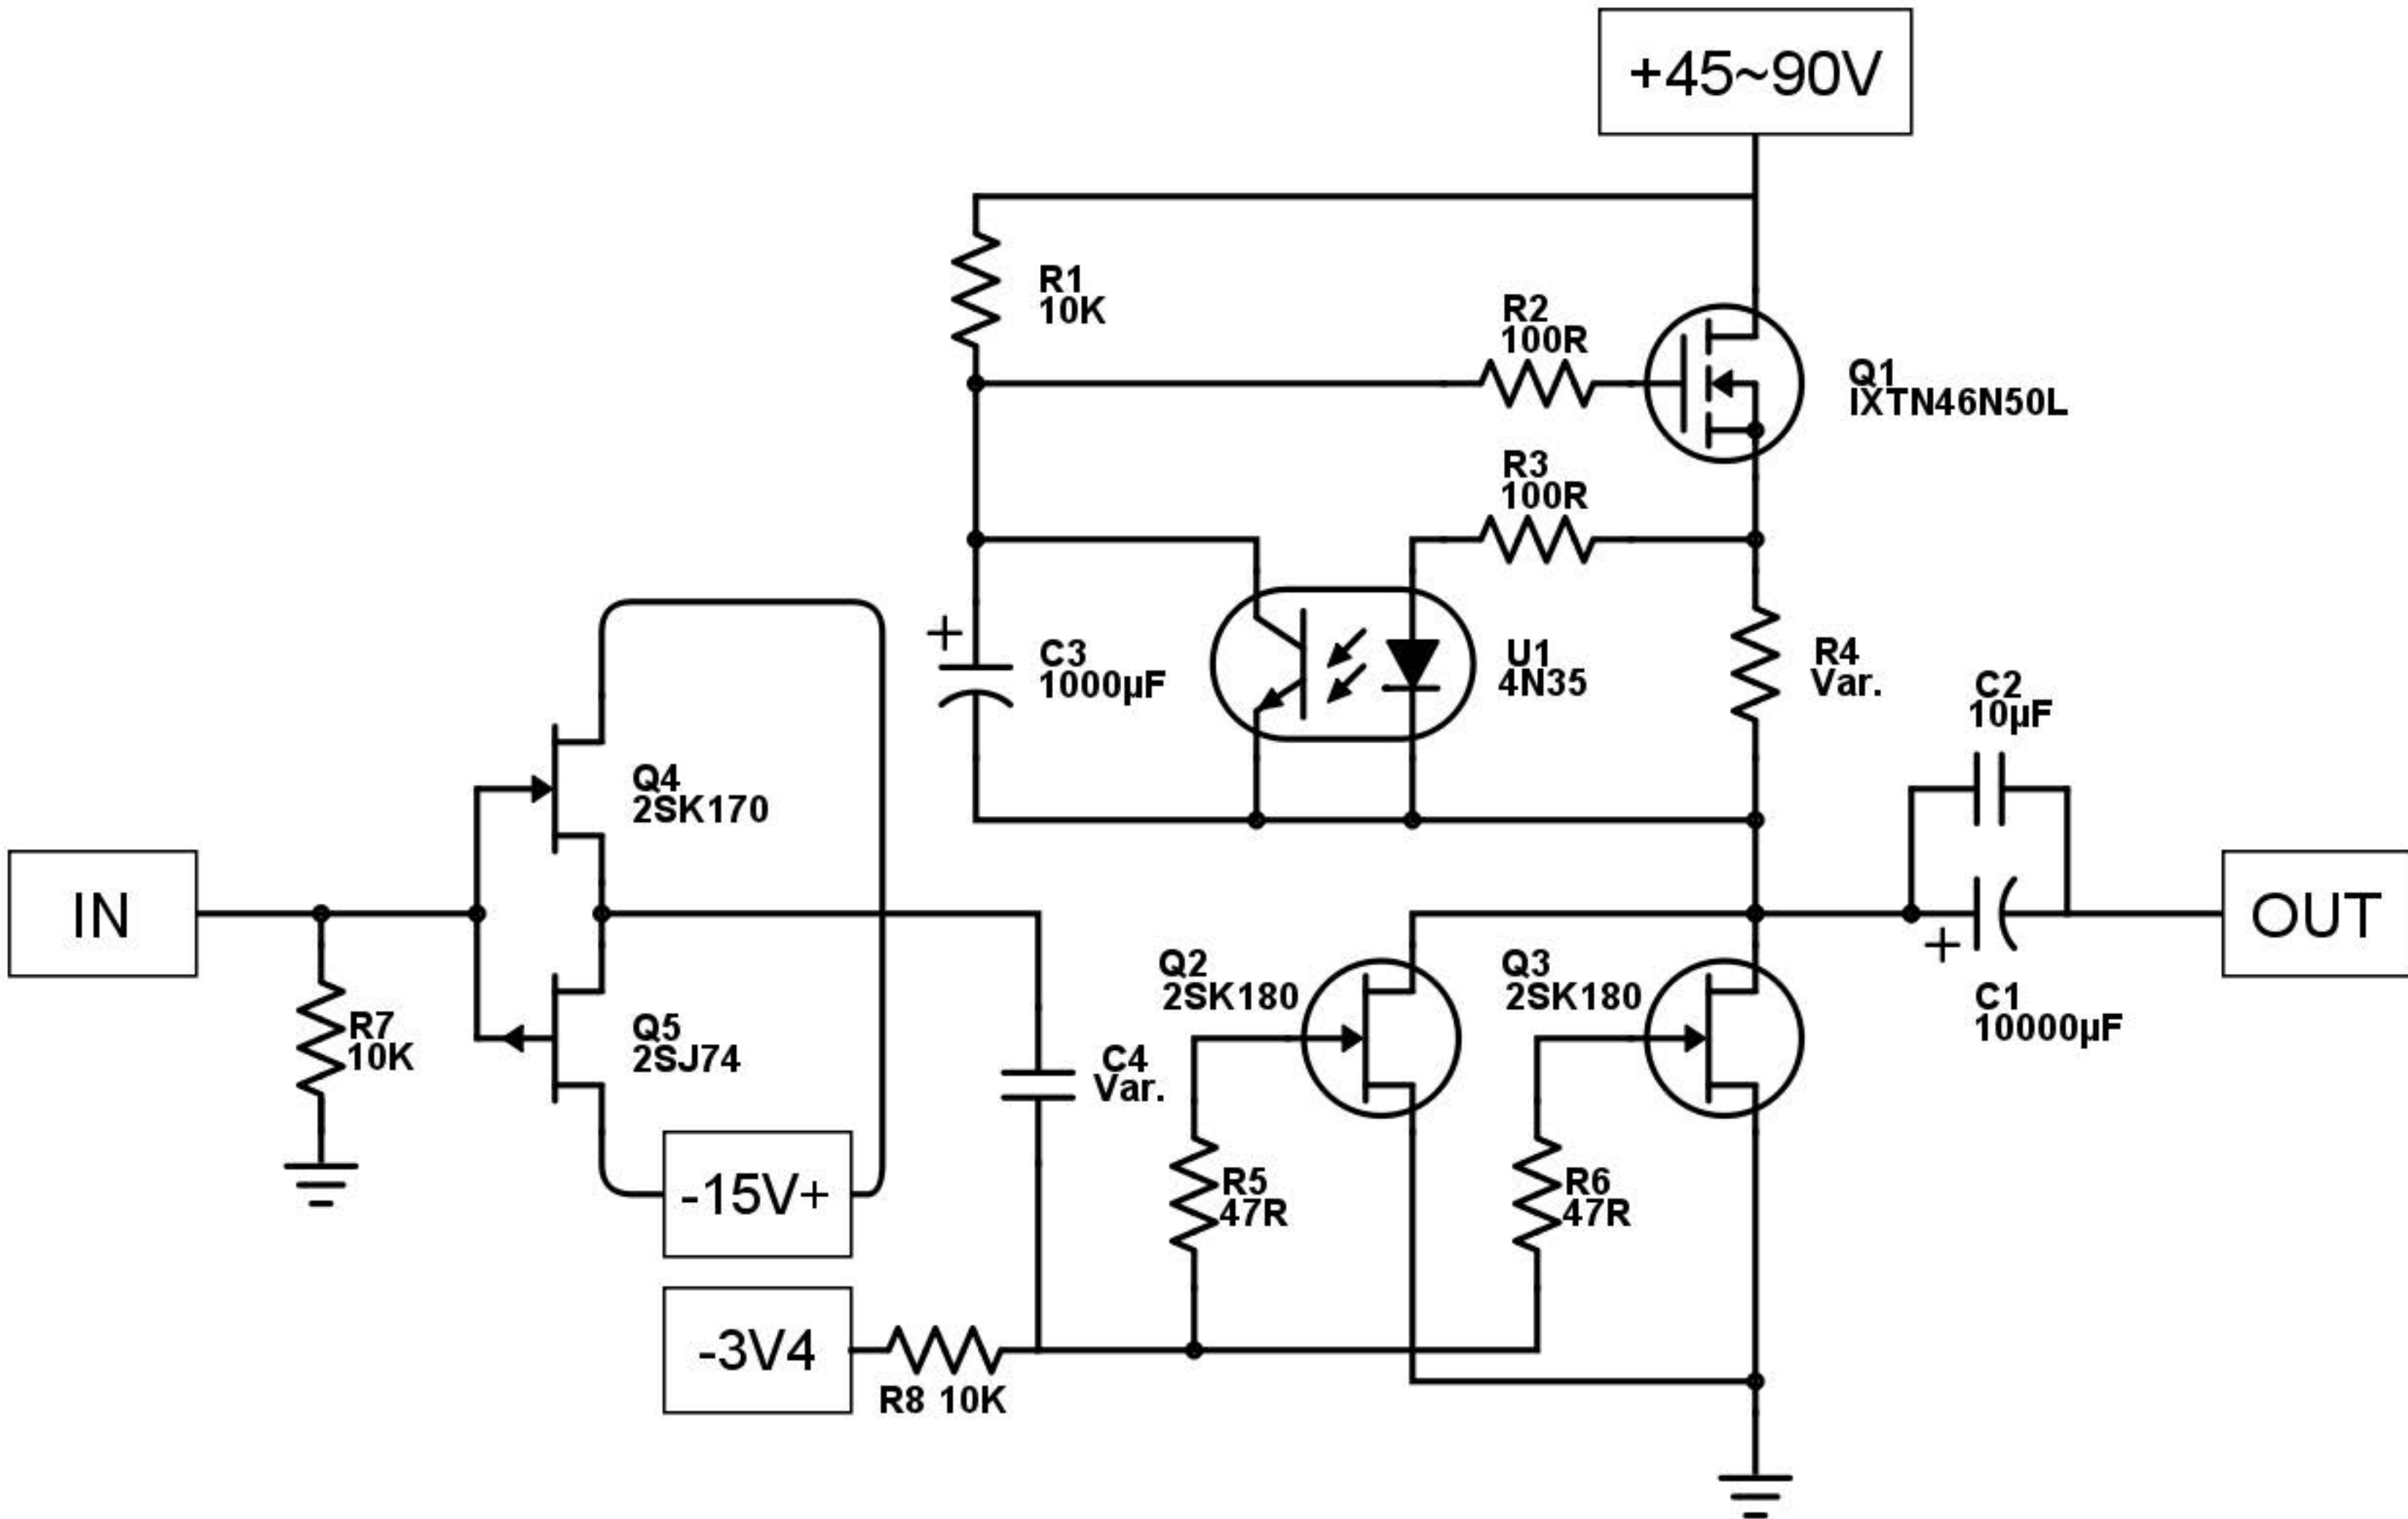 +45~90V
R1
10K
R2
100R
Q1
IXTN46N50L
R3
100R
+
C3
1000µF
U1
4N35
R4
Var.
C2
10µF
Q4
2SK170
IN
OUT
+
C1
10000µF
Q2
2SK180
Q3
2SK180
R7
10K
Q5
2SJ74
C4
Var.
-15V+
R5
47R
R6
47R
-3V4
R8 10K